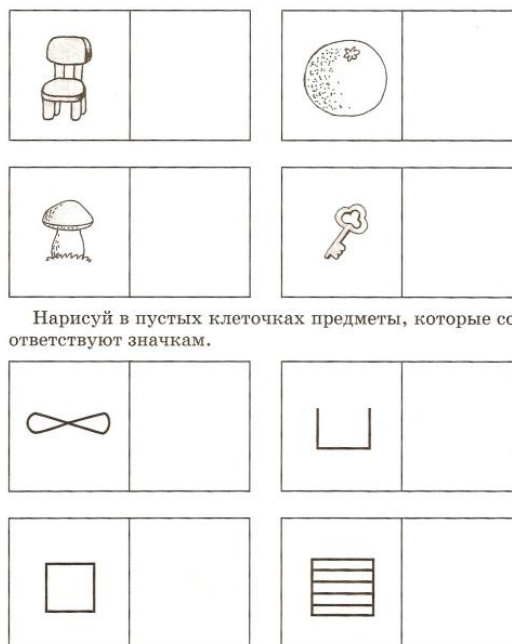 Нарисуй в пустых клеточках предметы, которые со
ответствуют значкам.